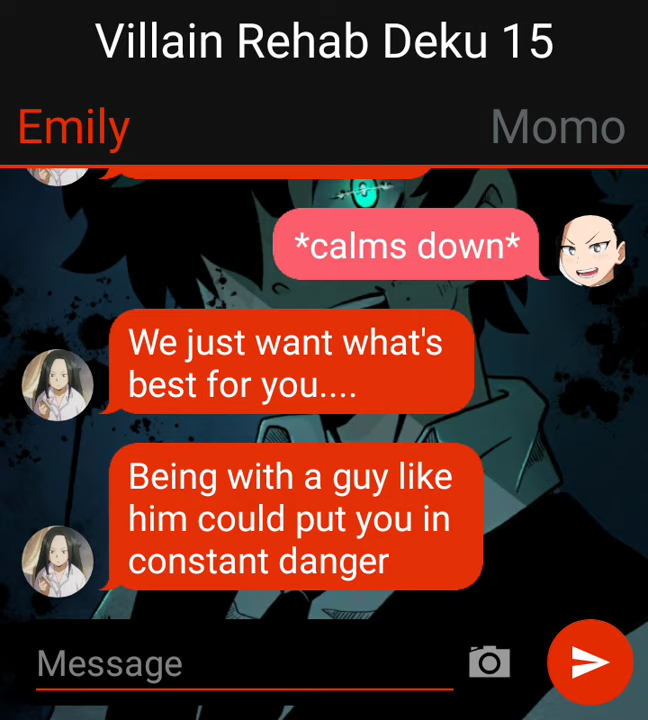 Villain Rehab Deku 15
Emily Momo
*calms down*
We just want what's
best for you....
Being with a guy like
him could put you in
constant danger
Message